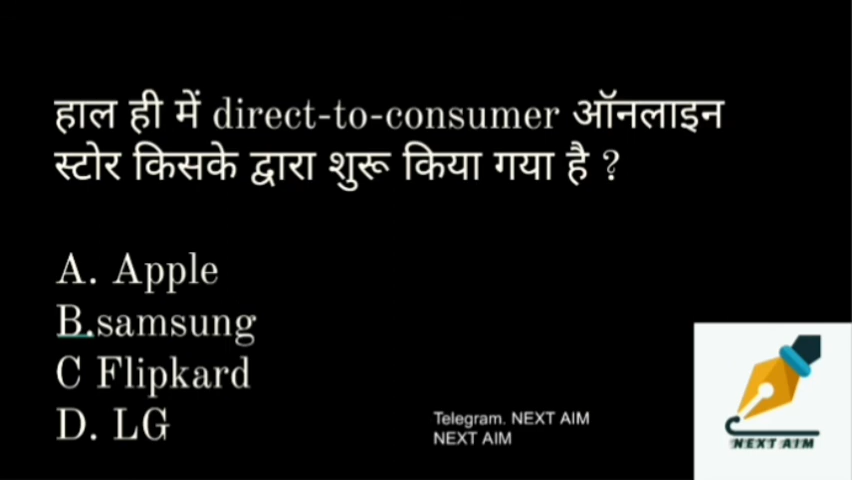 हाल ही में direct-to-consumer ऑनलाइन
स्टोर किसके द्वारा शुरू किया गया है ?
A. Apple
B.samsung
C Flipkard
D. LG
Telegram. NEXT AIM
NEXT AIM
NEXT AIM